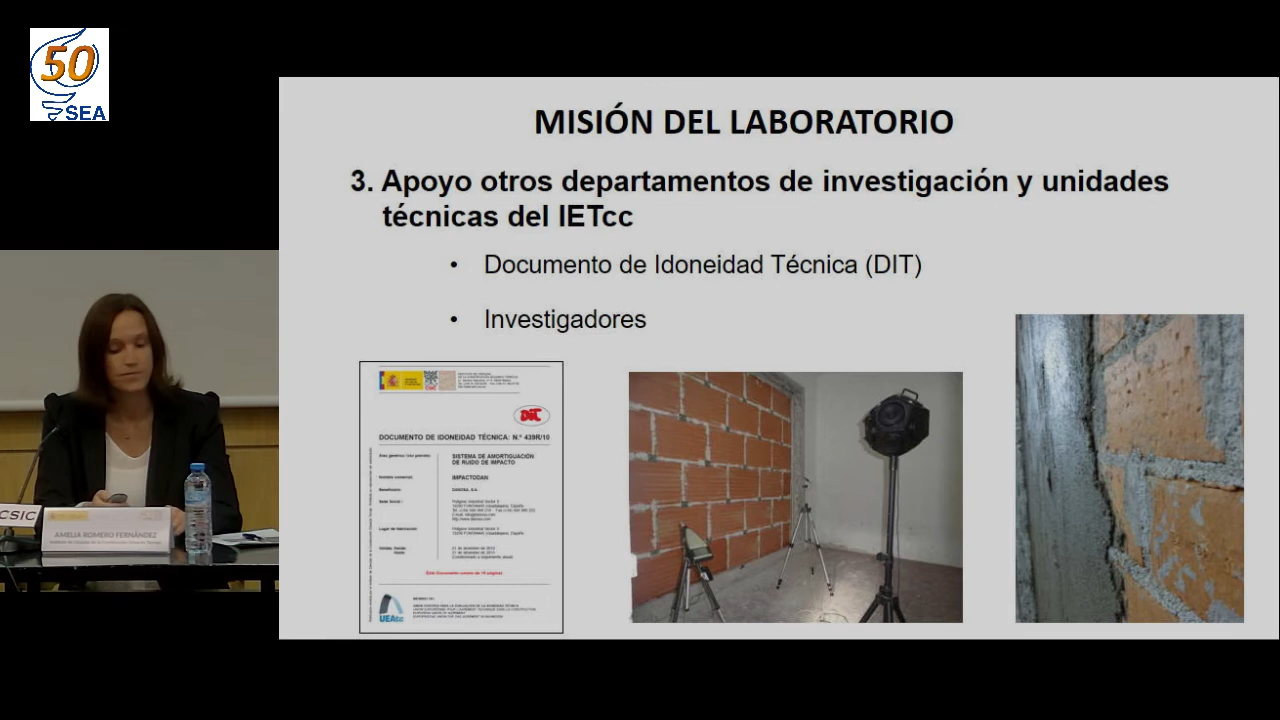 50
SEA
MISIÓN DEL LABORATORIO
3. Apoyo otros departamentos de investigación y unidades
técnicas del IETcc
• Documento de Idoneidad Técnica (DIT)
• Investigadores
DIT
DOCUMENTO DE IDONEIDAD TÉCNICA: N.º 439R/10
SISTEMA DE AMORTIGUACIÓN
DE RUIDO DE IMPACTO
IMPACTODAN
UEAtc
CSIC
AMELIA ROMERO FERNÁNDEZ